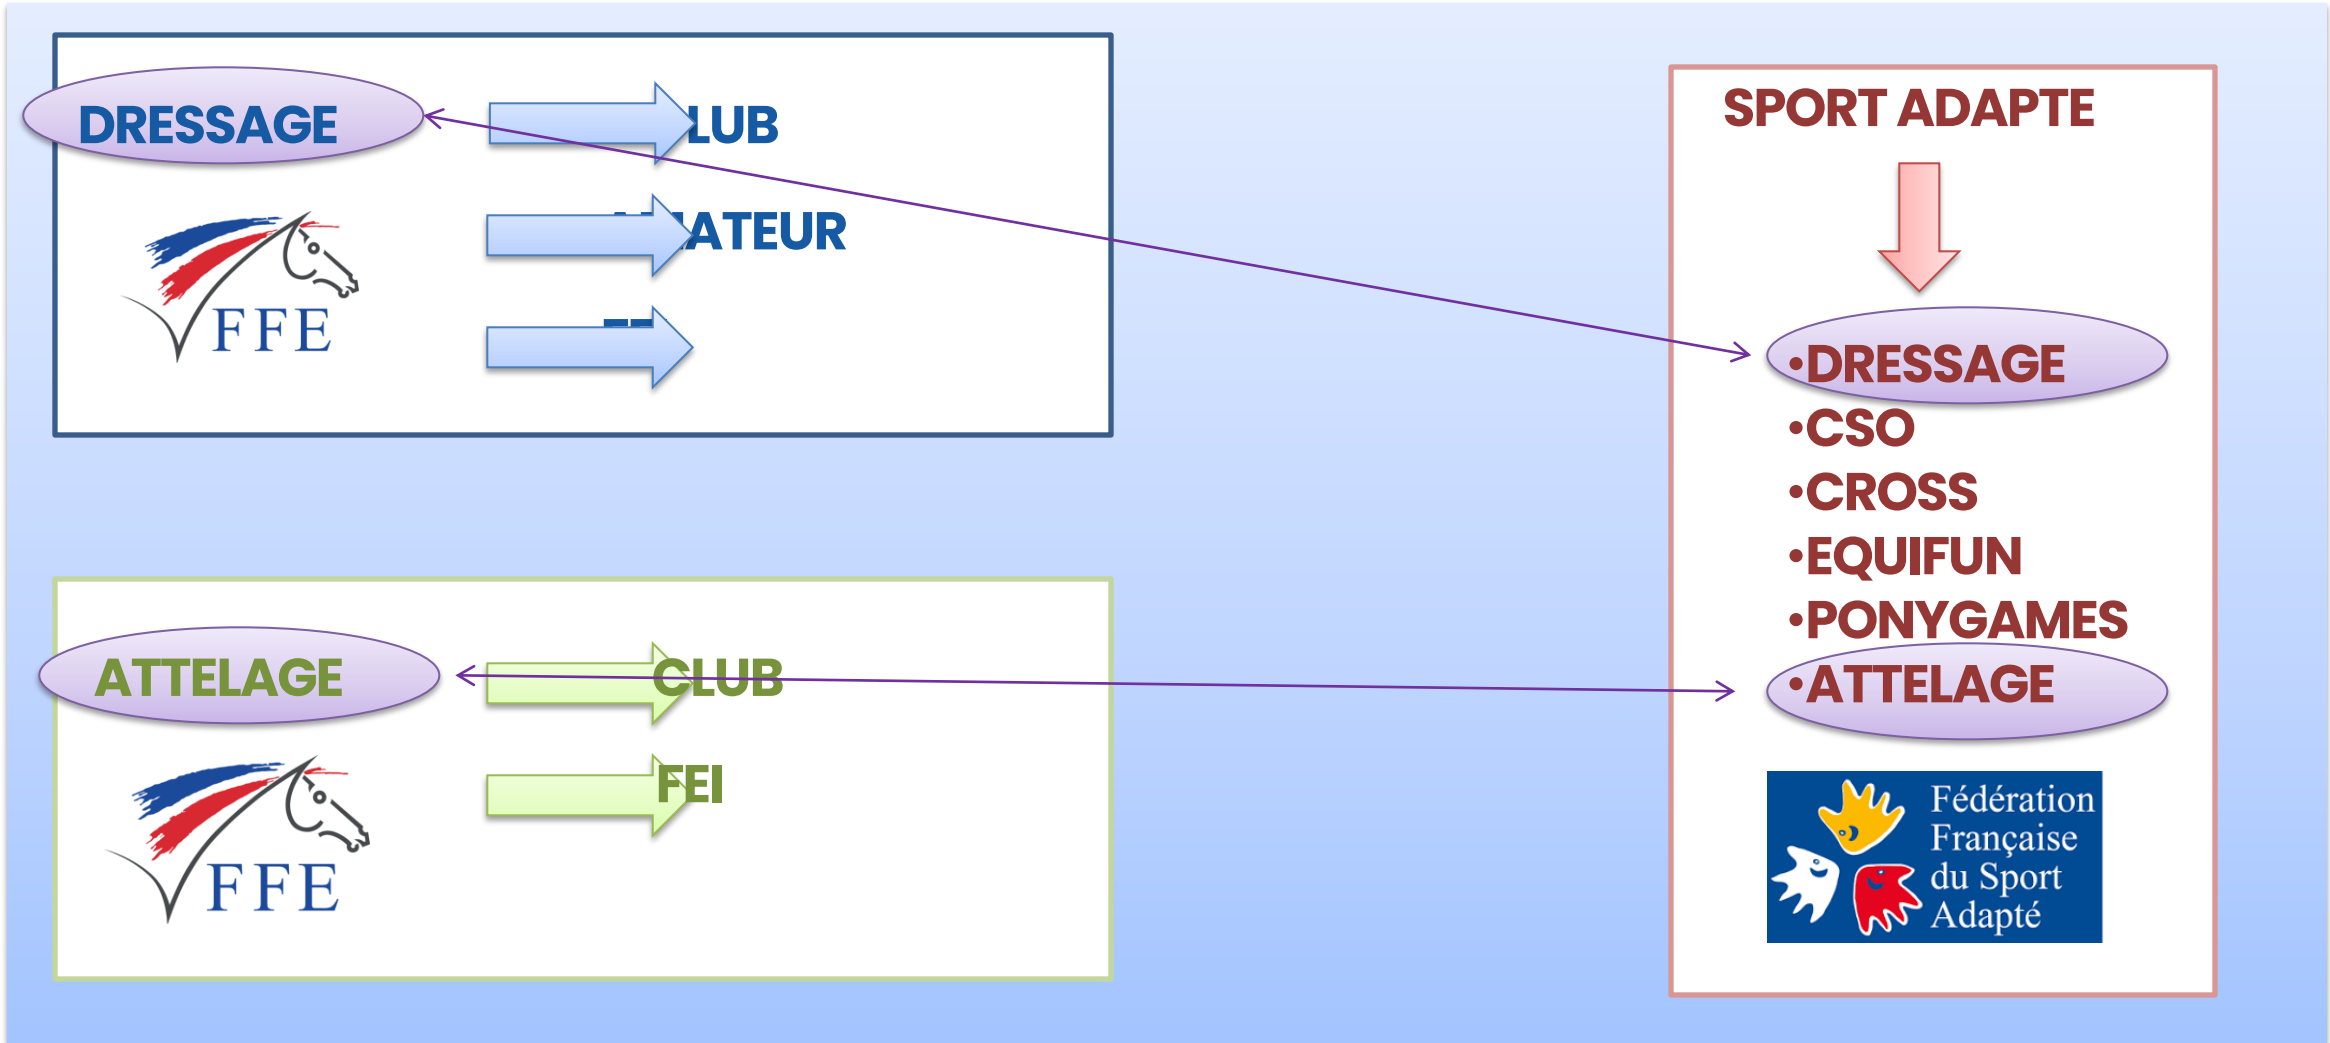 DRESSAGE
LUB
ATEUR
FFE
ATTELAGE
CLUB
FEI
FFE
SPORT ADAPTE
•DRESSAGE
•CSO
•CROSS
•EQUIFUN
•PONYGAMES
•ATTELAGE
Fédération
Française
du Sport
Adapté